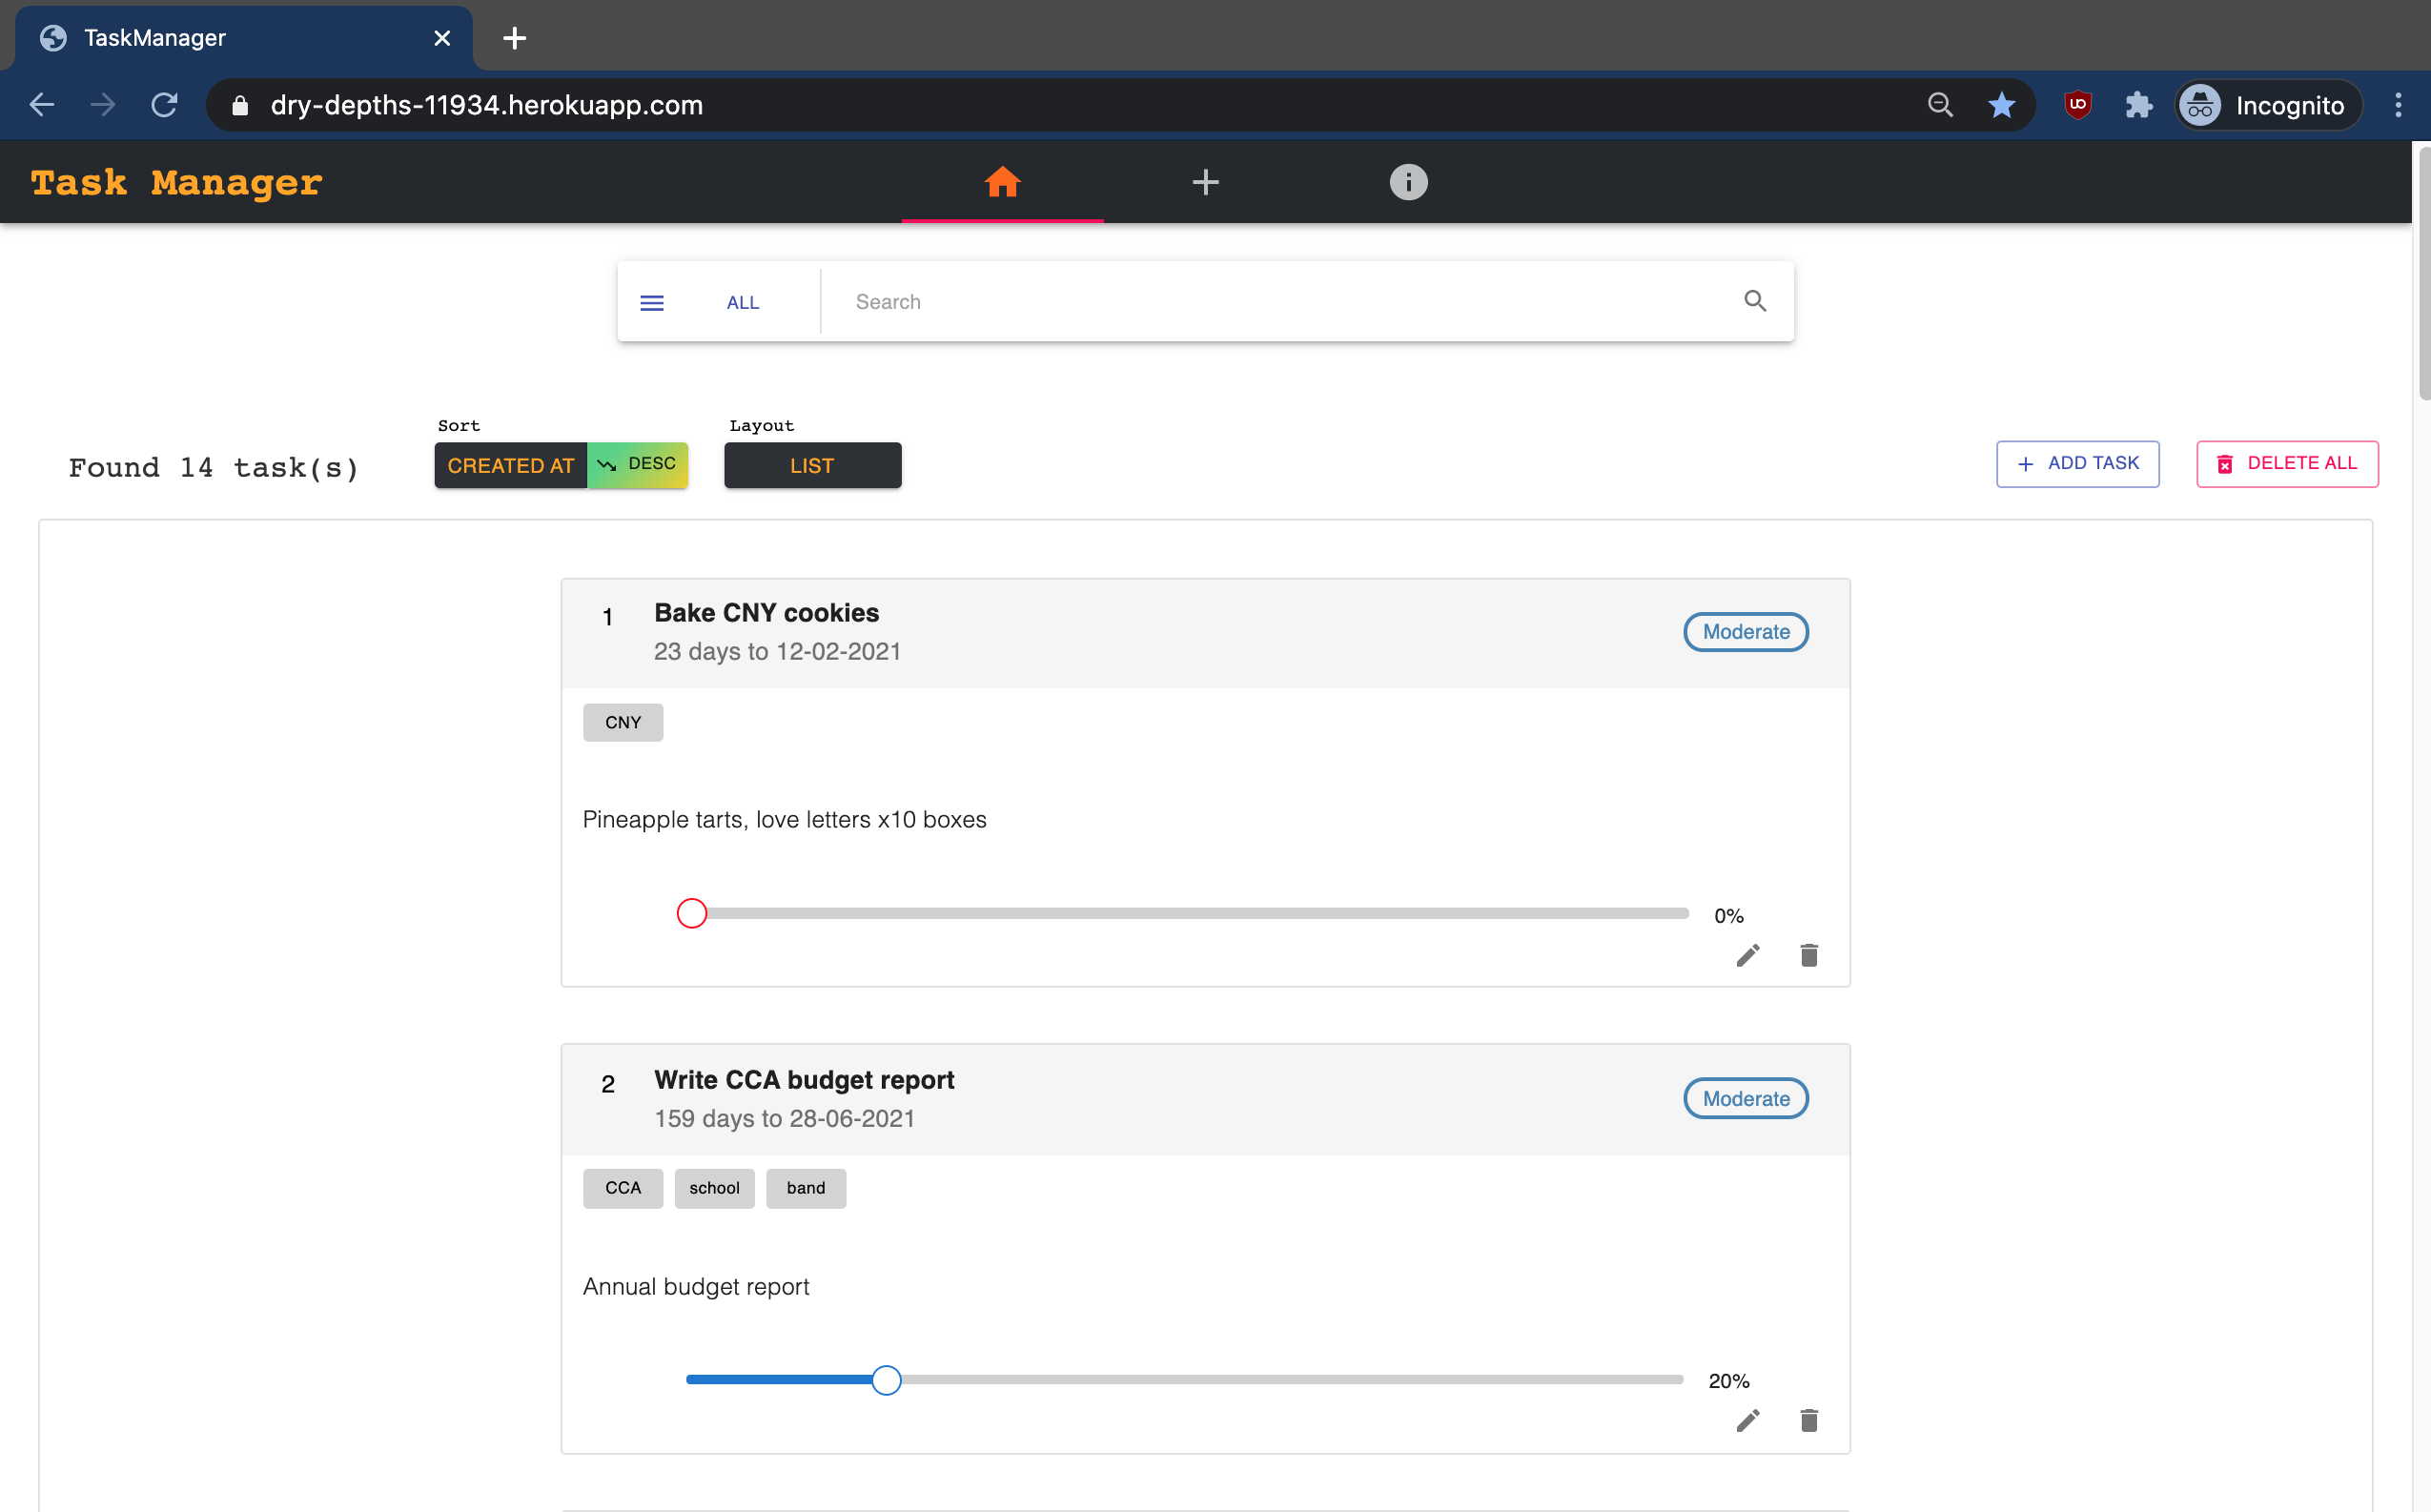 TaskManager
dry-depths-11934.herokuapp.com
Incognito
Task Manager
ALL
Search
Sort
Layout
Found 14 task(s)
CREATED AT
DESC
LIST
ADD TASK
DELETE ALL
1
Bake CNY cookies
23 days to 12-02-2021
Moderate
CNY
Pineapple tarts, love letters x10 boxes
0%
2
Write CCA budget report
159 days to 28-06-2021
Moderate
CCA
school
band
Annual budget report
20%